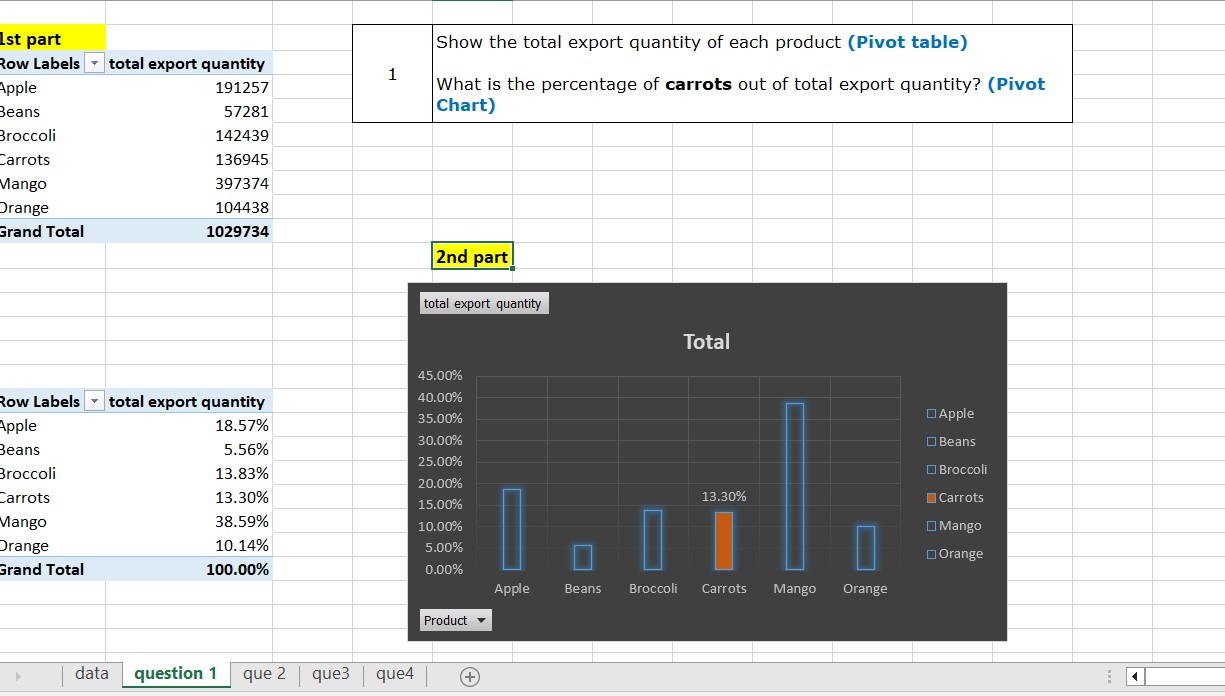 1st part
Row Labels total export quantity
Apple 191257
Beans 57281
Broccoli 142439
Carrots 136945
Mango 397374
Orange 104438
Grand Total 1029734
1
Show the total export quantity of each product (Pivot table)
What is the percentage of carrots out of total export quantity? (Pivot
Chart)
2nd part
total export quantity
Total
45.00%
40.00%
35.00%
30.00%
25.00%
20.00%
15.00%
10.00%
5.00%
0.00%
13.30%
Apple Beans Broccoli Carrots Mango Orange
Apple
Beans
Broccoli
Carrots
Mango
Orange
Product
Row Labels total export quantity
Apple 18.57%
Beans 5.56%
Broccoli 13.83%
Carrots 13.30%
Mango 38.59%
Orange 10.14%
Grand Total 100.00%
data question 1 que 2 que3 que4